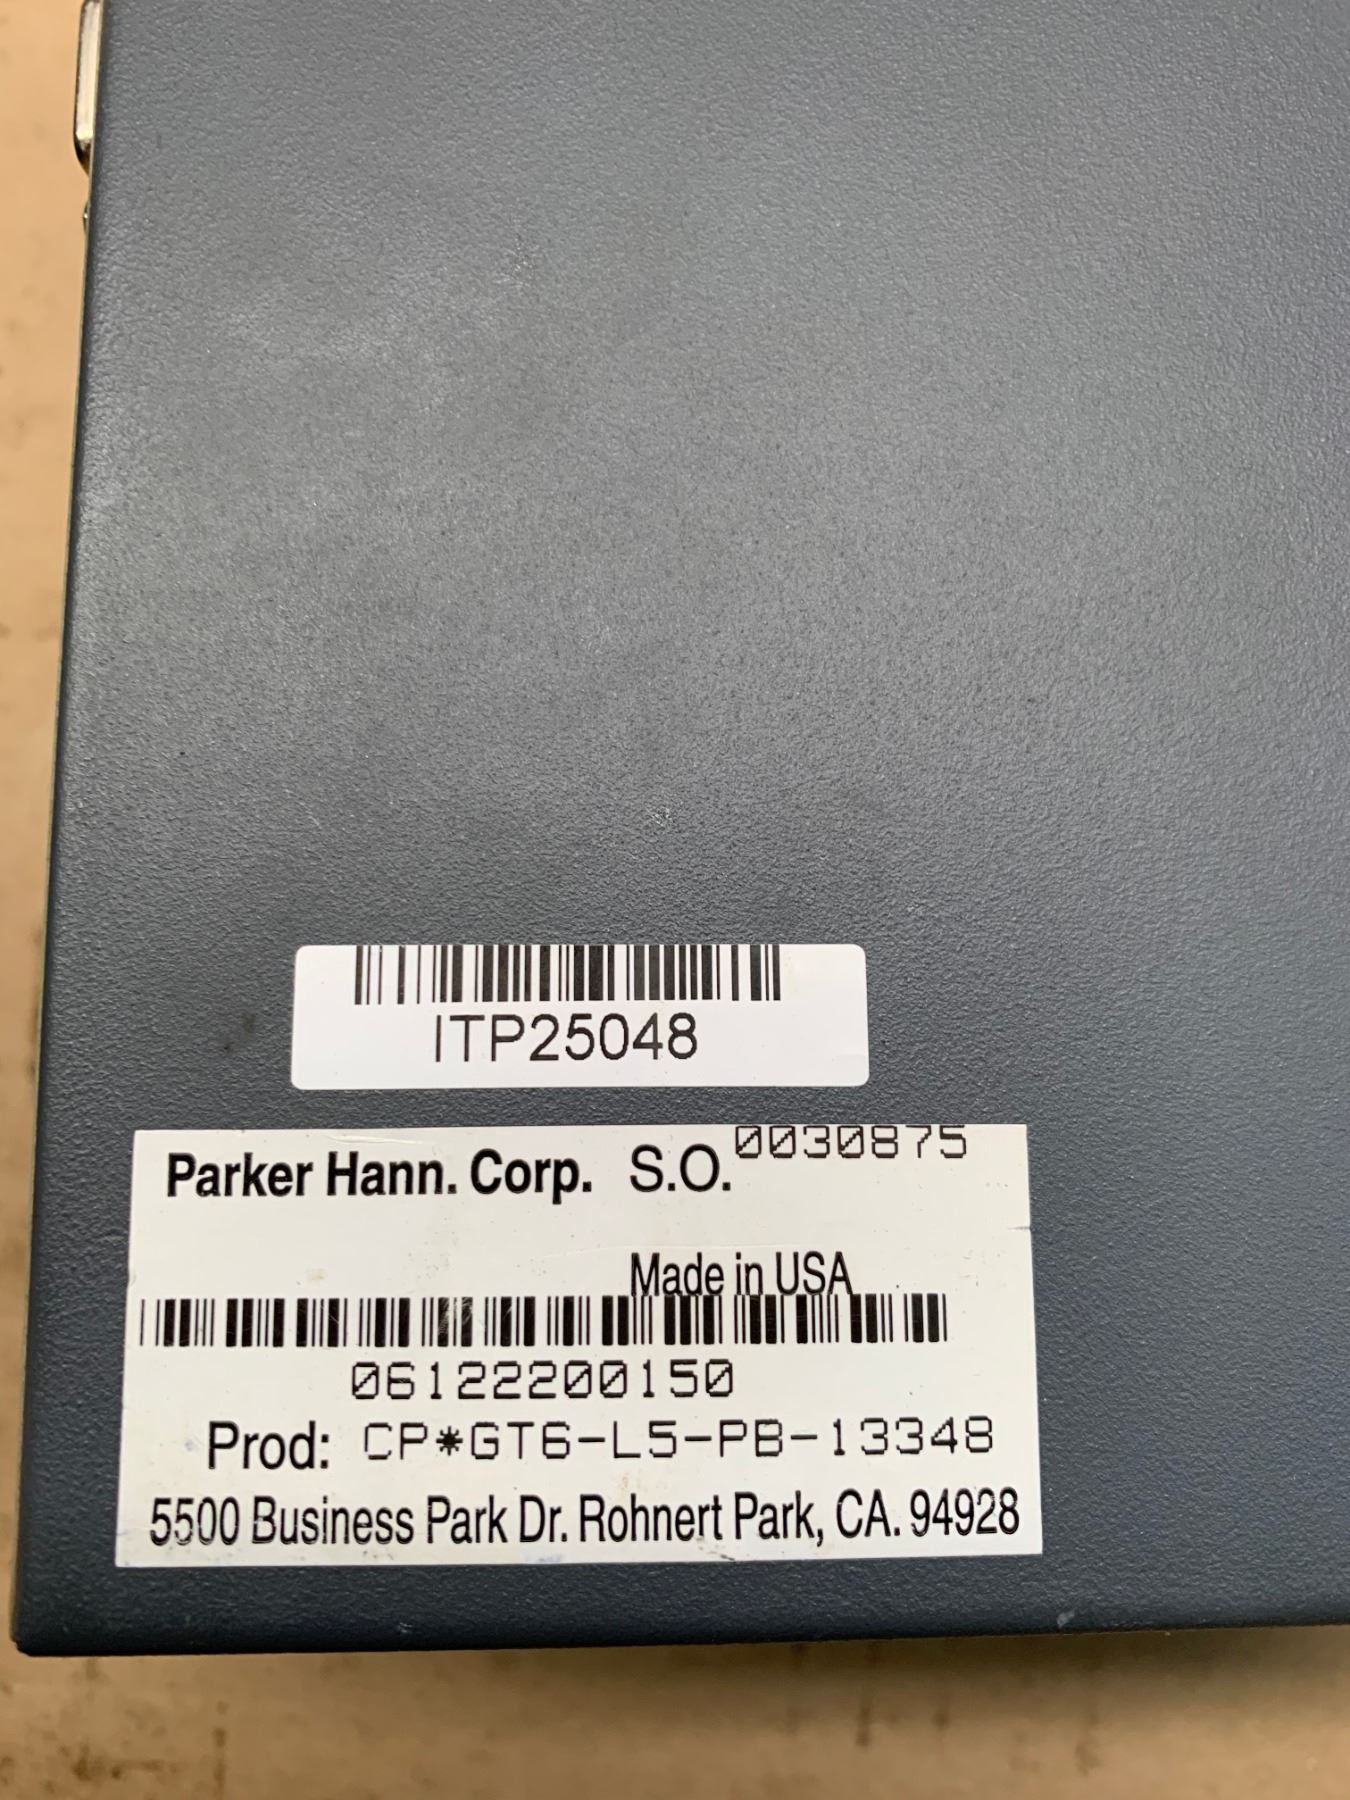 ITP25048
Parker Hann. Corp. S.O. 0030875
Made in USA
06122200150
Prod: CP*GT6-L5-PB-13348
5500 Business Park Dr. Rohnert Park, CA. 94928